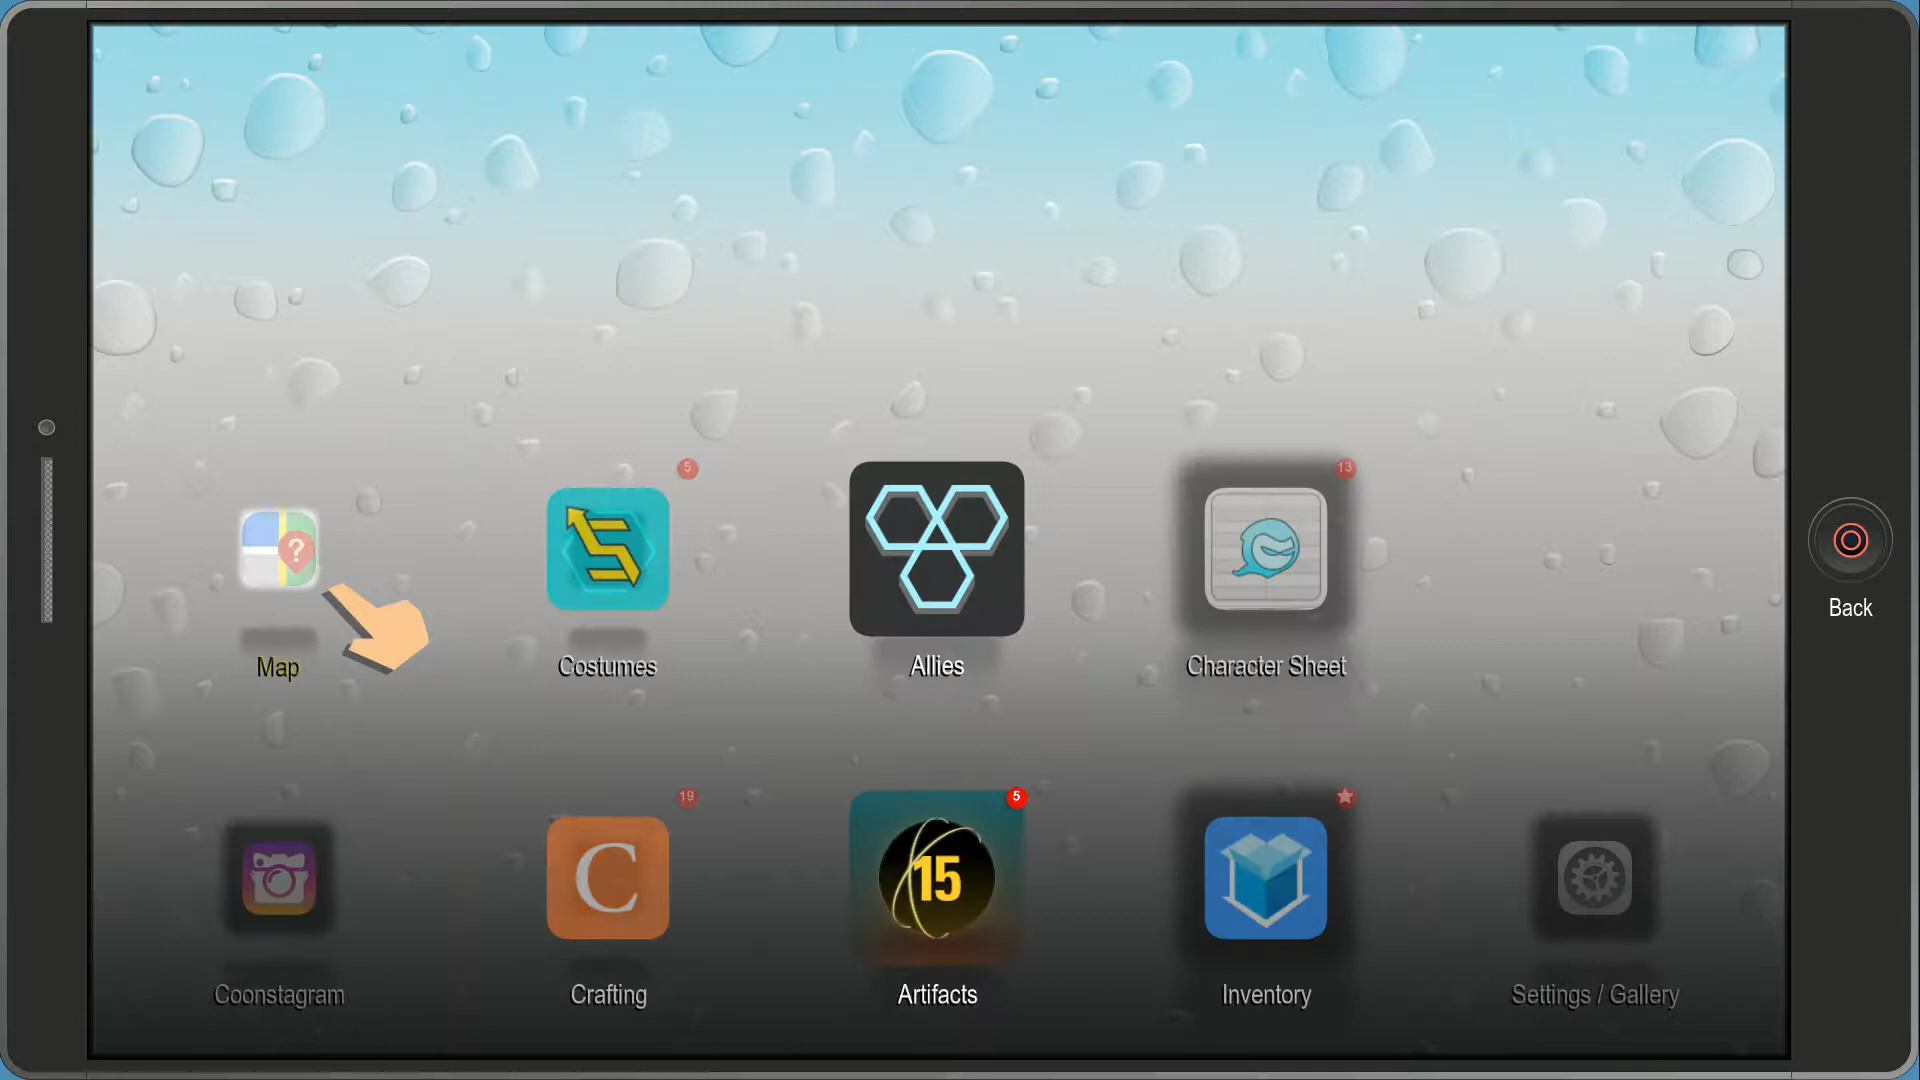 5
13
?
Map
Costumes
Allies
Character Sheet
Back
19
5
C
15
Coonstagram
Crafting
Artifacts
Inventory
Settings / Gallery